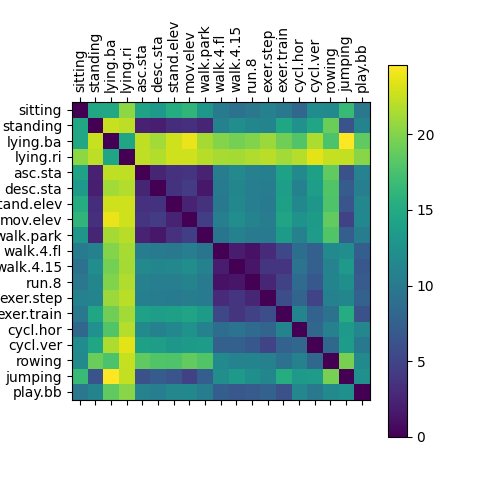 sitting
standing
lying.ba
lying.ri
asc.sta
desc.sta
stand.elev
mov.elev
walk.park
walk.4.fl
walk.4.15
run.8
exer.step
exer.train
cycl.hor
cycl.ver
rowing
jumping
play.bb
sitting
standing
lying.ba
lying.ri
asc.sta
desc.sta
tand.elev
mov.elev
walk.park
walk.4.fl
walk.4.15
run.8
exer.step
exer.train
cycl.hor
cycl.ver
rowing
jumping
play.bb
20
15
10
5
0